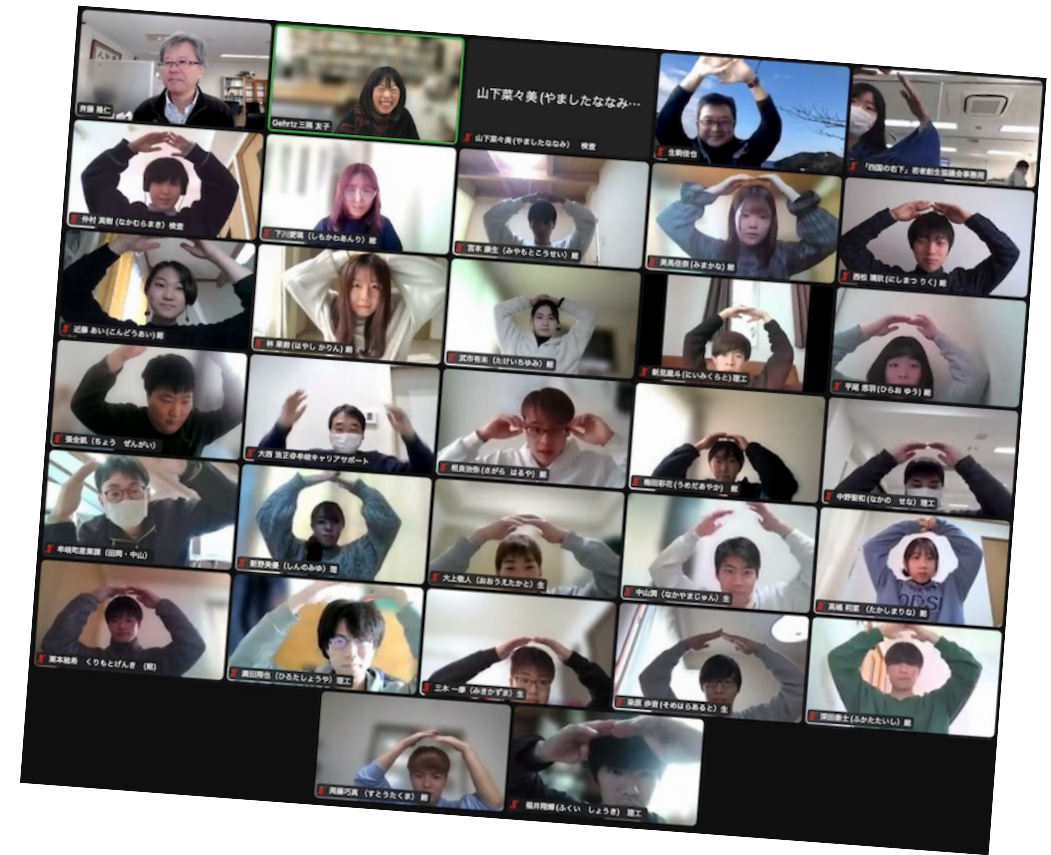 斉藤 隆仁
Gehrtz三隅 友子
山下菜々美(やましたななみ…
山下菜々美(やましたななみ) 検査
生駒佳也
「四国の右下」若者創生協議会事務局
仲村 真樹 (なかむらまき) 検査
下川愛璃 (しもかわあんり) 総
宮本 康生 (みやもとこうせい) 総
美馬佳奈 (みまかな) 総
西松 璃欧 (にしまつ りく) 総
近藤 あい(こんどうあい)総
林 果鈴 (はやし かりん) 総
武市有未 (たけいちゆみ) 総
新見蔵斗(にいみくらと)理工
平尾 悠羽(ひらお ゆう) 総
張全凱 (ちょう ぜんがい)
大西 浩正@牟岐キャリアサポート
相良治弥 (さがら はるや) 総
梅田彩花 (うめだあやか) 総
中野聖和 (なかの せな) 理工
牟岐町産業課 (田岡・中山)
新野美優 (しんのみゆ) 理
大上敬人 (おおうえたかと) 生
中山潤 (なかやまじゅん) 生
高嶋 莉菜 (たかしまりな) 総
栗本絃希 くりもとげんき (総)
廣田翔也 (ひろたしょうや) 理工
三木 一摩 (みきかずま) 生
染原 歩音(そめはらあると) 生
深田泰士 (ふかたたいし) 総
周藤巧真 (すとうたくま) 総
福井翔輝 (ふくい しょうき) 理工